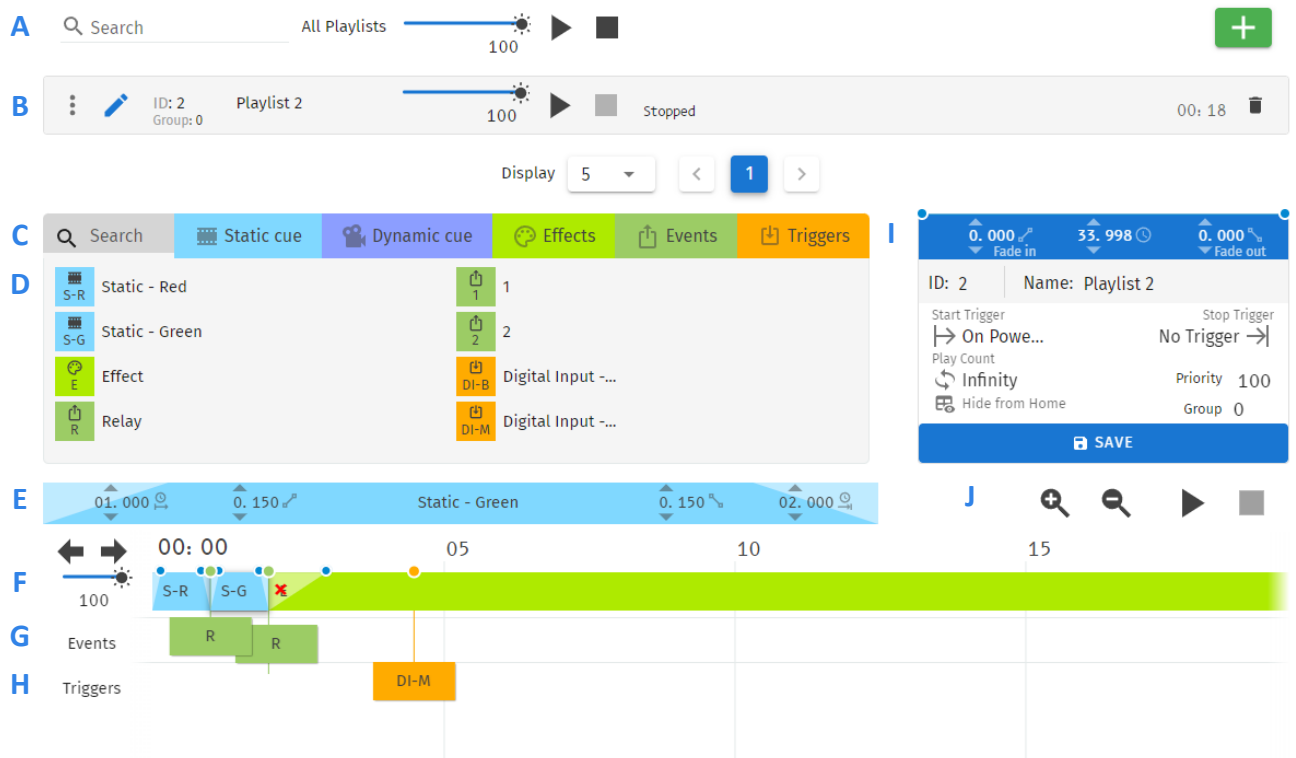 A Search All Playlists 100
B ID: 2 Group: 0 Playlist 2 100 Stopped 00: 18
Display 5 1
C Search Static cue Dynamic cue Effects Events Triggers
D S-R Static - Red 1 1
S-G Static - Green 2 2
E Effect DI-B Digital Input -...
R Relay DI-M Digital Input -...
I 0. 000 Fade in 33. 998 0. 000 Fade out
ID: 2 Name: Playlist 2
Start Trigger Stop Trigger
On Powe... No Trigger
Play Count
Infinity Priority 100
Hide from Home Group 0
SAVE
E 01. 000 0. 150 Static - Green 0. 150 02. 000
J
00: 00 05 10 15
F 100 S-R S-G
G Events R R
H Triggers DI-M